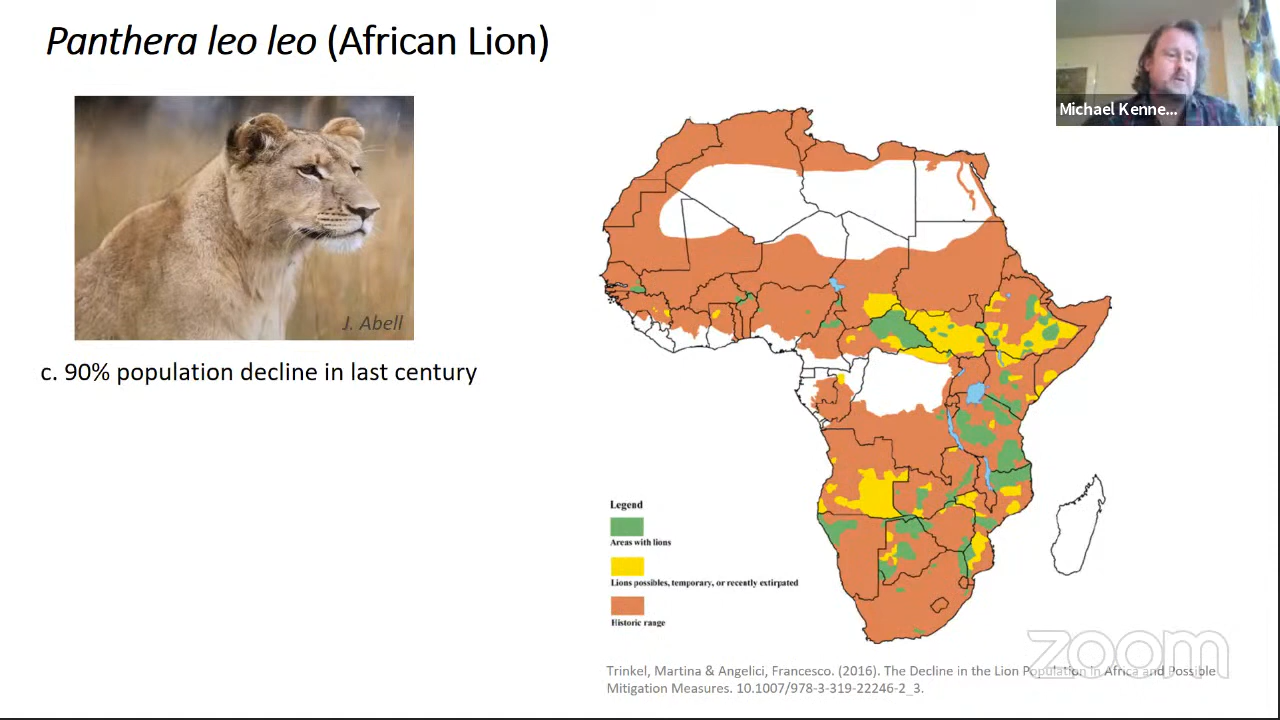 Panthera leo leo (African Lion)
Michael Kenne...
J. Abell
c. 90% population decline in last century
Legend
Areas with lions
Lions possibles, temporary, or recently extirpated
Historic range
zoom
Trinkel, Martina & Angelici, Francesco. (2016). The Decline in the Lion Population in Africa and Possible
Mitigation Measures. 10.1007/978-3-319-22246-2_3.